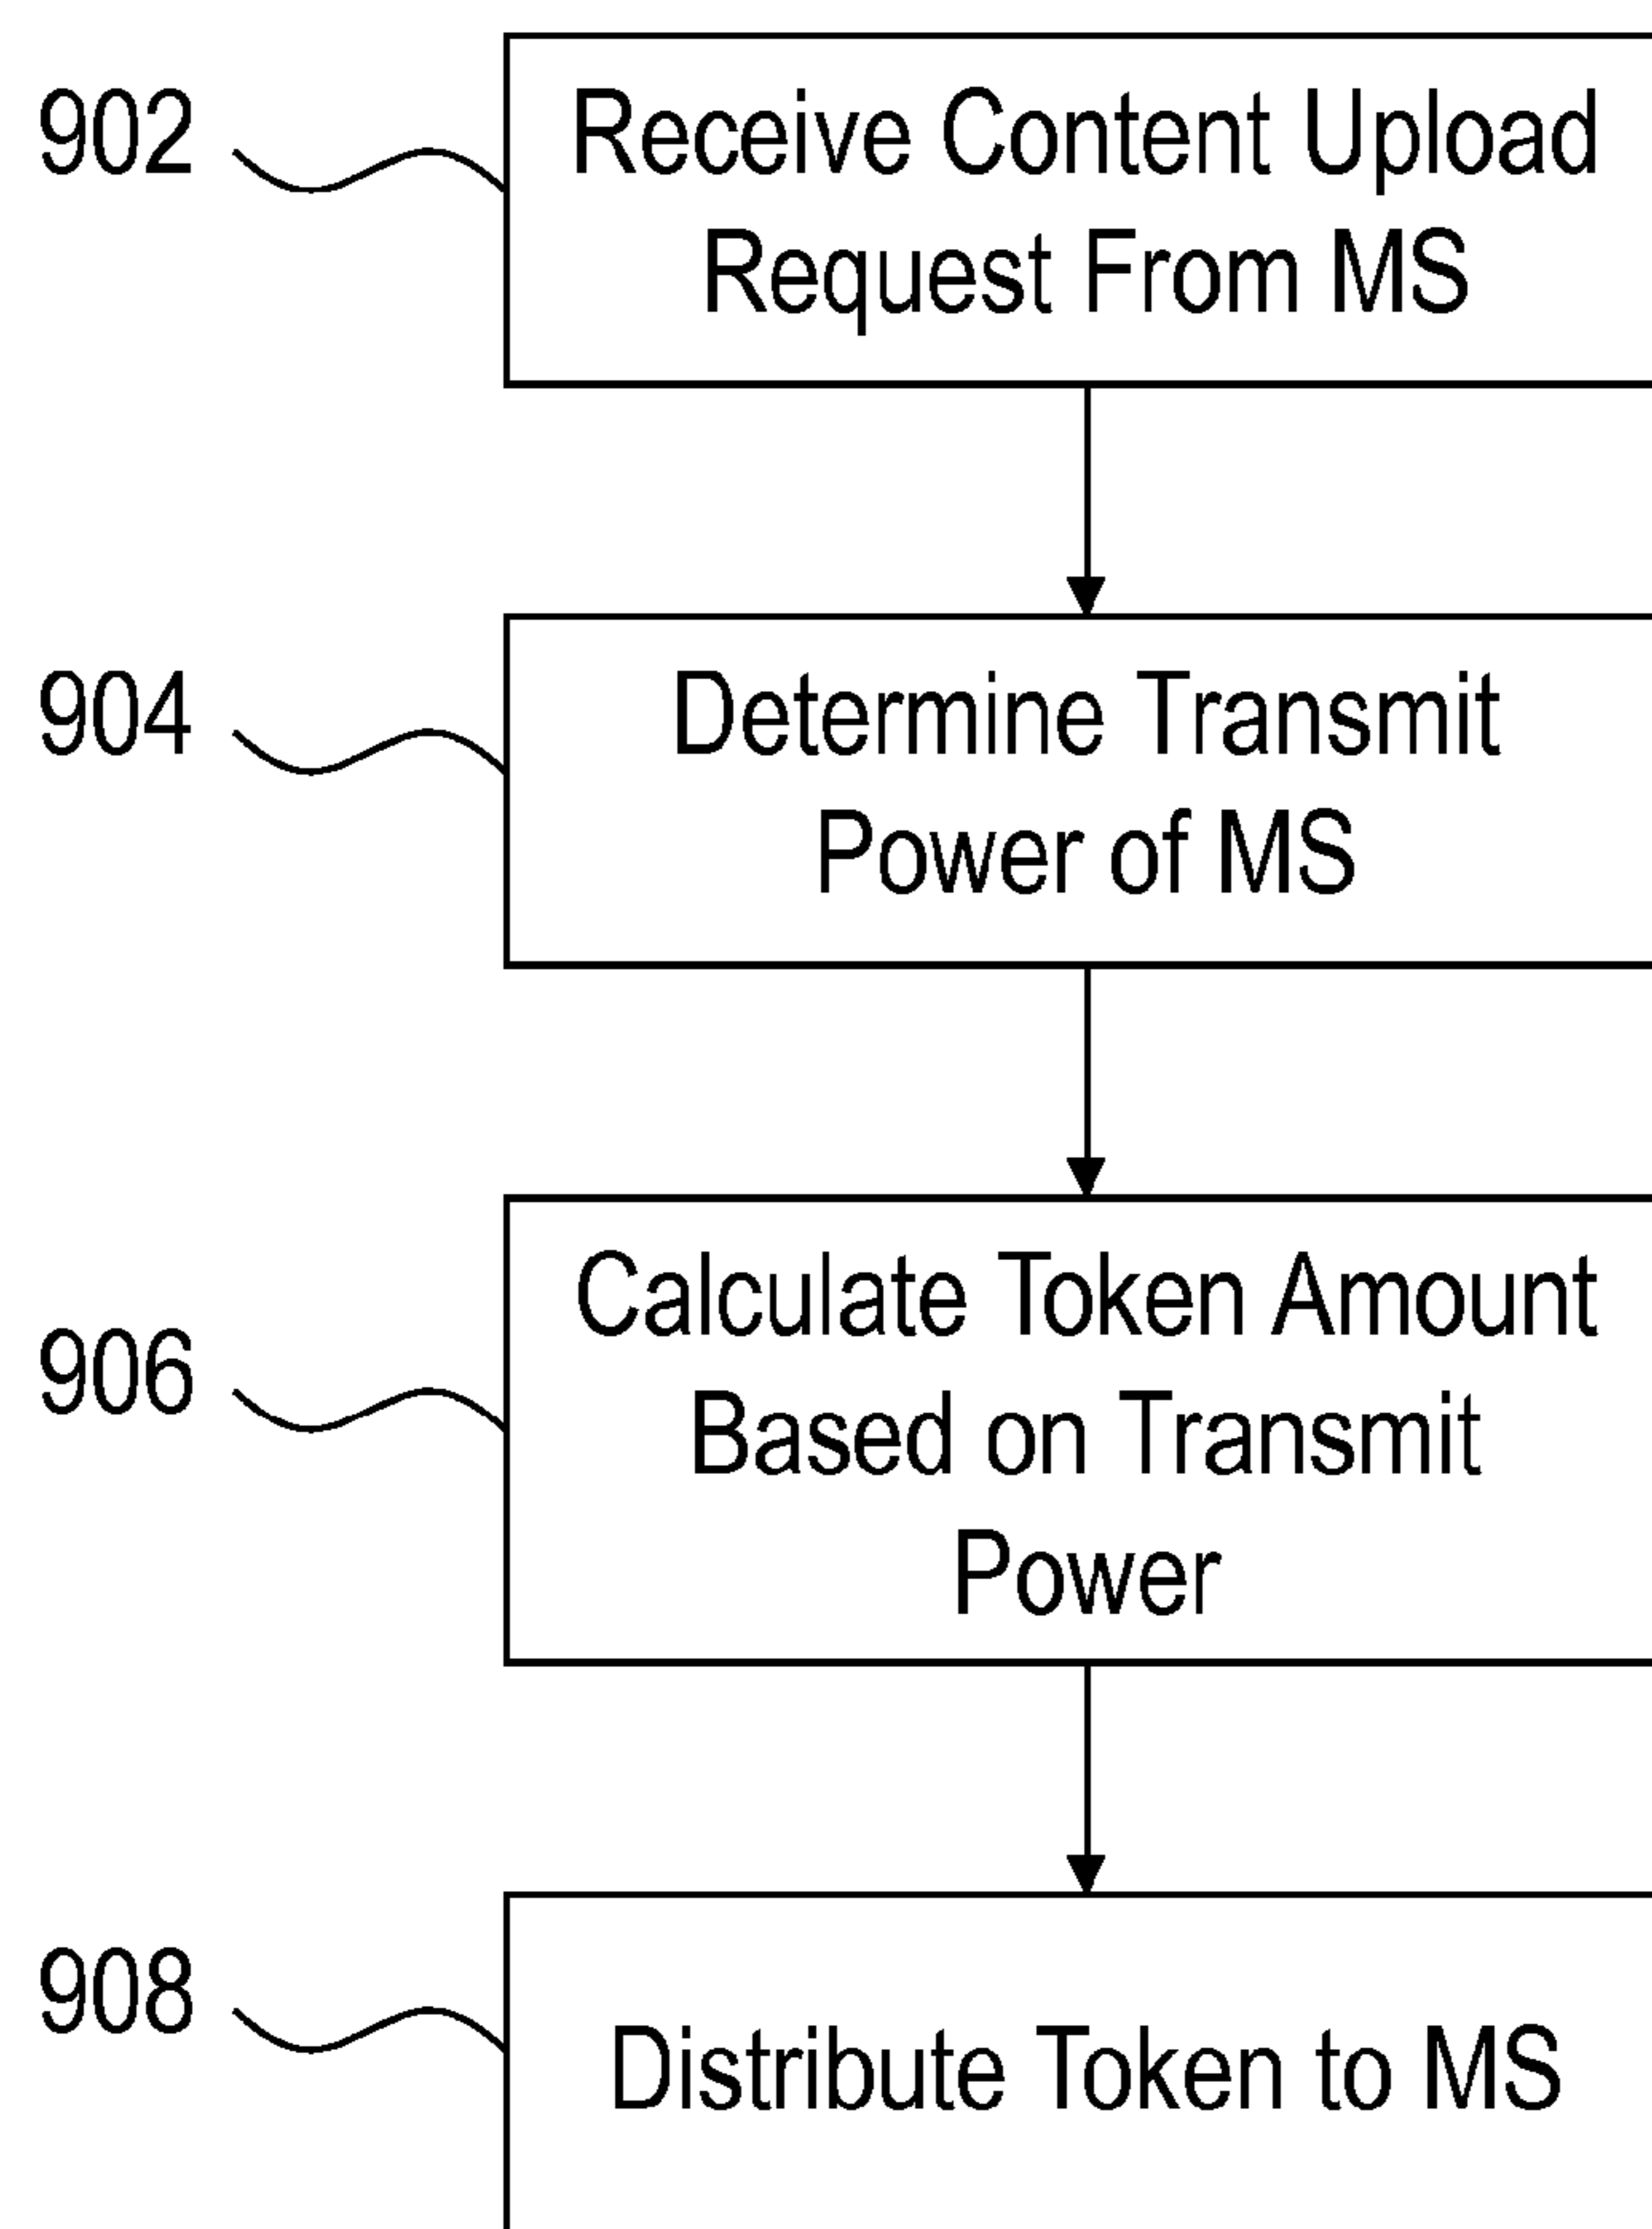 902
Receive Content Upload
Request From MS
904
Determine Transmit
Power of MS
906
Calculate Token Amount
Based on Transmit
Power
908
Distribute Token to MS